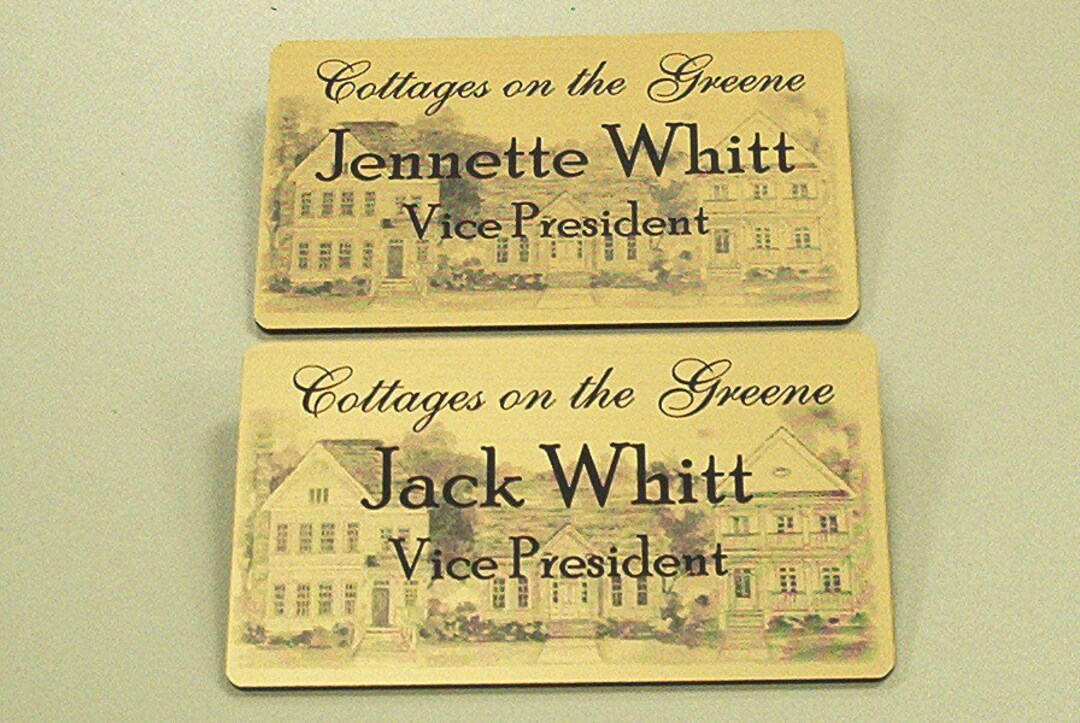 Cottages on the Greene
Jennette Whitt
Vice President
Cottages on the Greene
Jack Whitt
Vice President